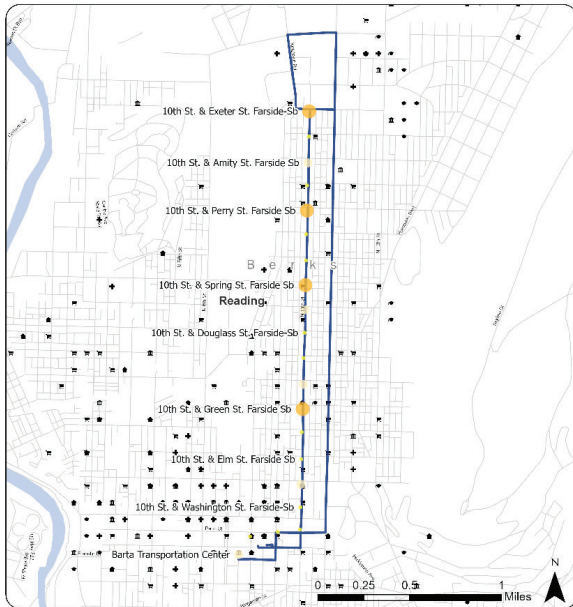 10th St. & Exeter St. Farside-Sb
10th St. & Amity St. Farside Sb
10th St. & Perry St. Farside Sb
Berks
10th St. & Spring St. Farside Sb
Reading
10th St. & Douglass St. Farside-Sb
10th St. & Green St. Farside Sb
10th St. & Elm St. Farside Sb
10th St. & Washington St. Farside-Sb
Penn St
Barta Transportation Center
0 0.25 0.5 1
Miles
N